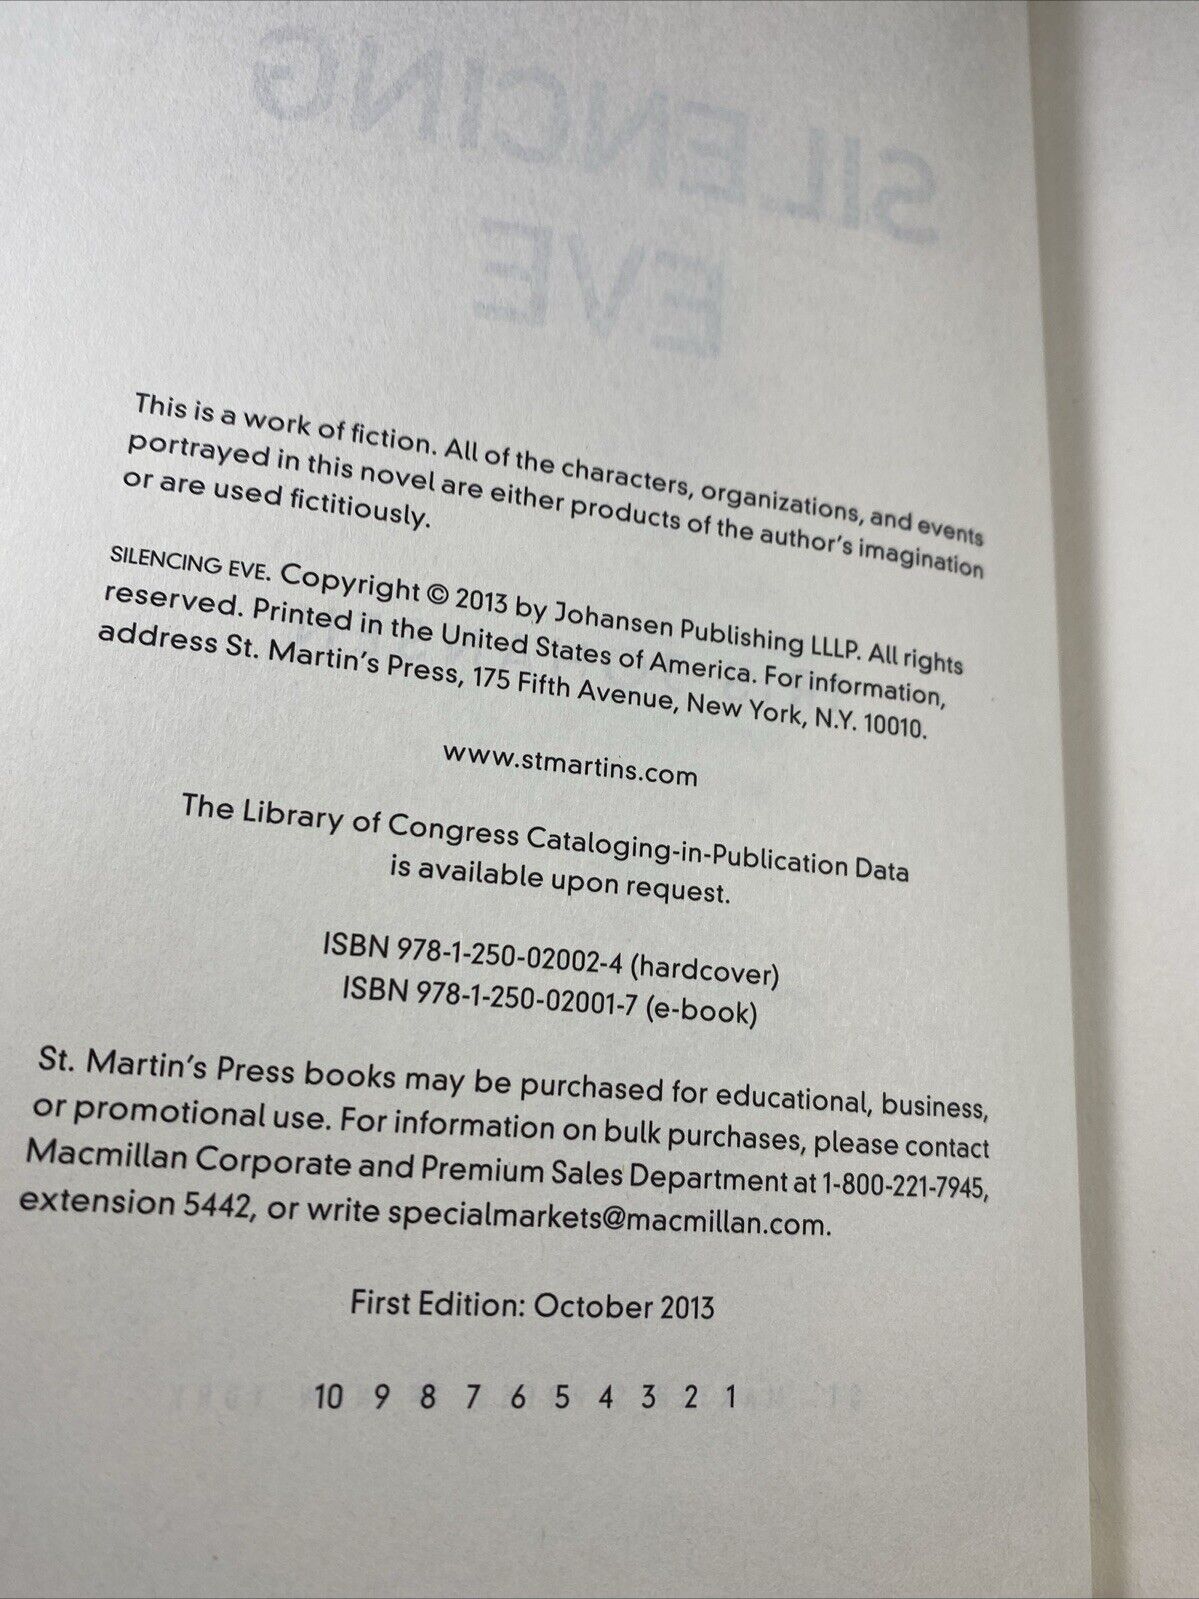 SILENCING
EVE
This is a work of fiction. All of the characters, organizations, and events
portrayed in this novel are either products of the author's imagination
or are used fictitiously.
SILENCING EVE. Copyright © 2013 by Johansen Publishing LLLP. All rights
reserved. Printed in the United States of America. For information,
address St. Martin's Press, 175 Fifth Avenue, New York, N.Y. 10010.
www.stmartins.com
The Library of Congress Cataloging-in-Publication Data
is available upon request.
ISBN 978-1-250-02002-4 (hardcover)
ISBN 978-1-250-02001-7 (e-book)
St. Martin's Press books may be purchased for educational, business,
or promotional use. For information on bulk purchases, please contact
Macmillan Corporate and Premium Sales Department at 1-800-221-7945,
extension 5442, or write specialmarkets@macmillan.com.
First Edition: October 2013
10 9 8 7 6 5 4 3 2 1